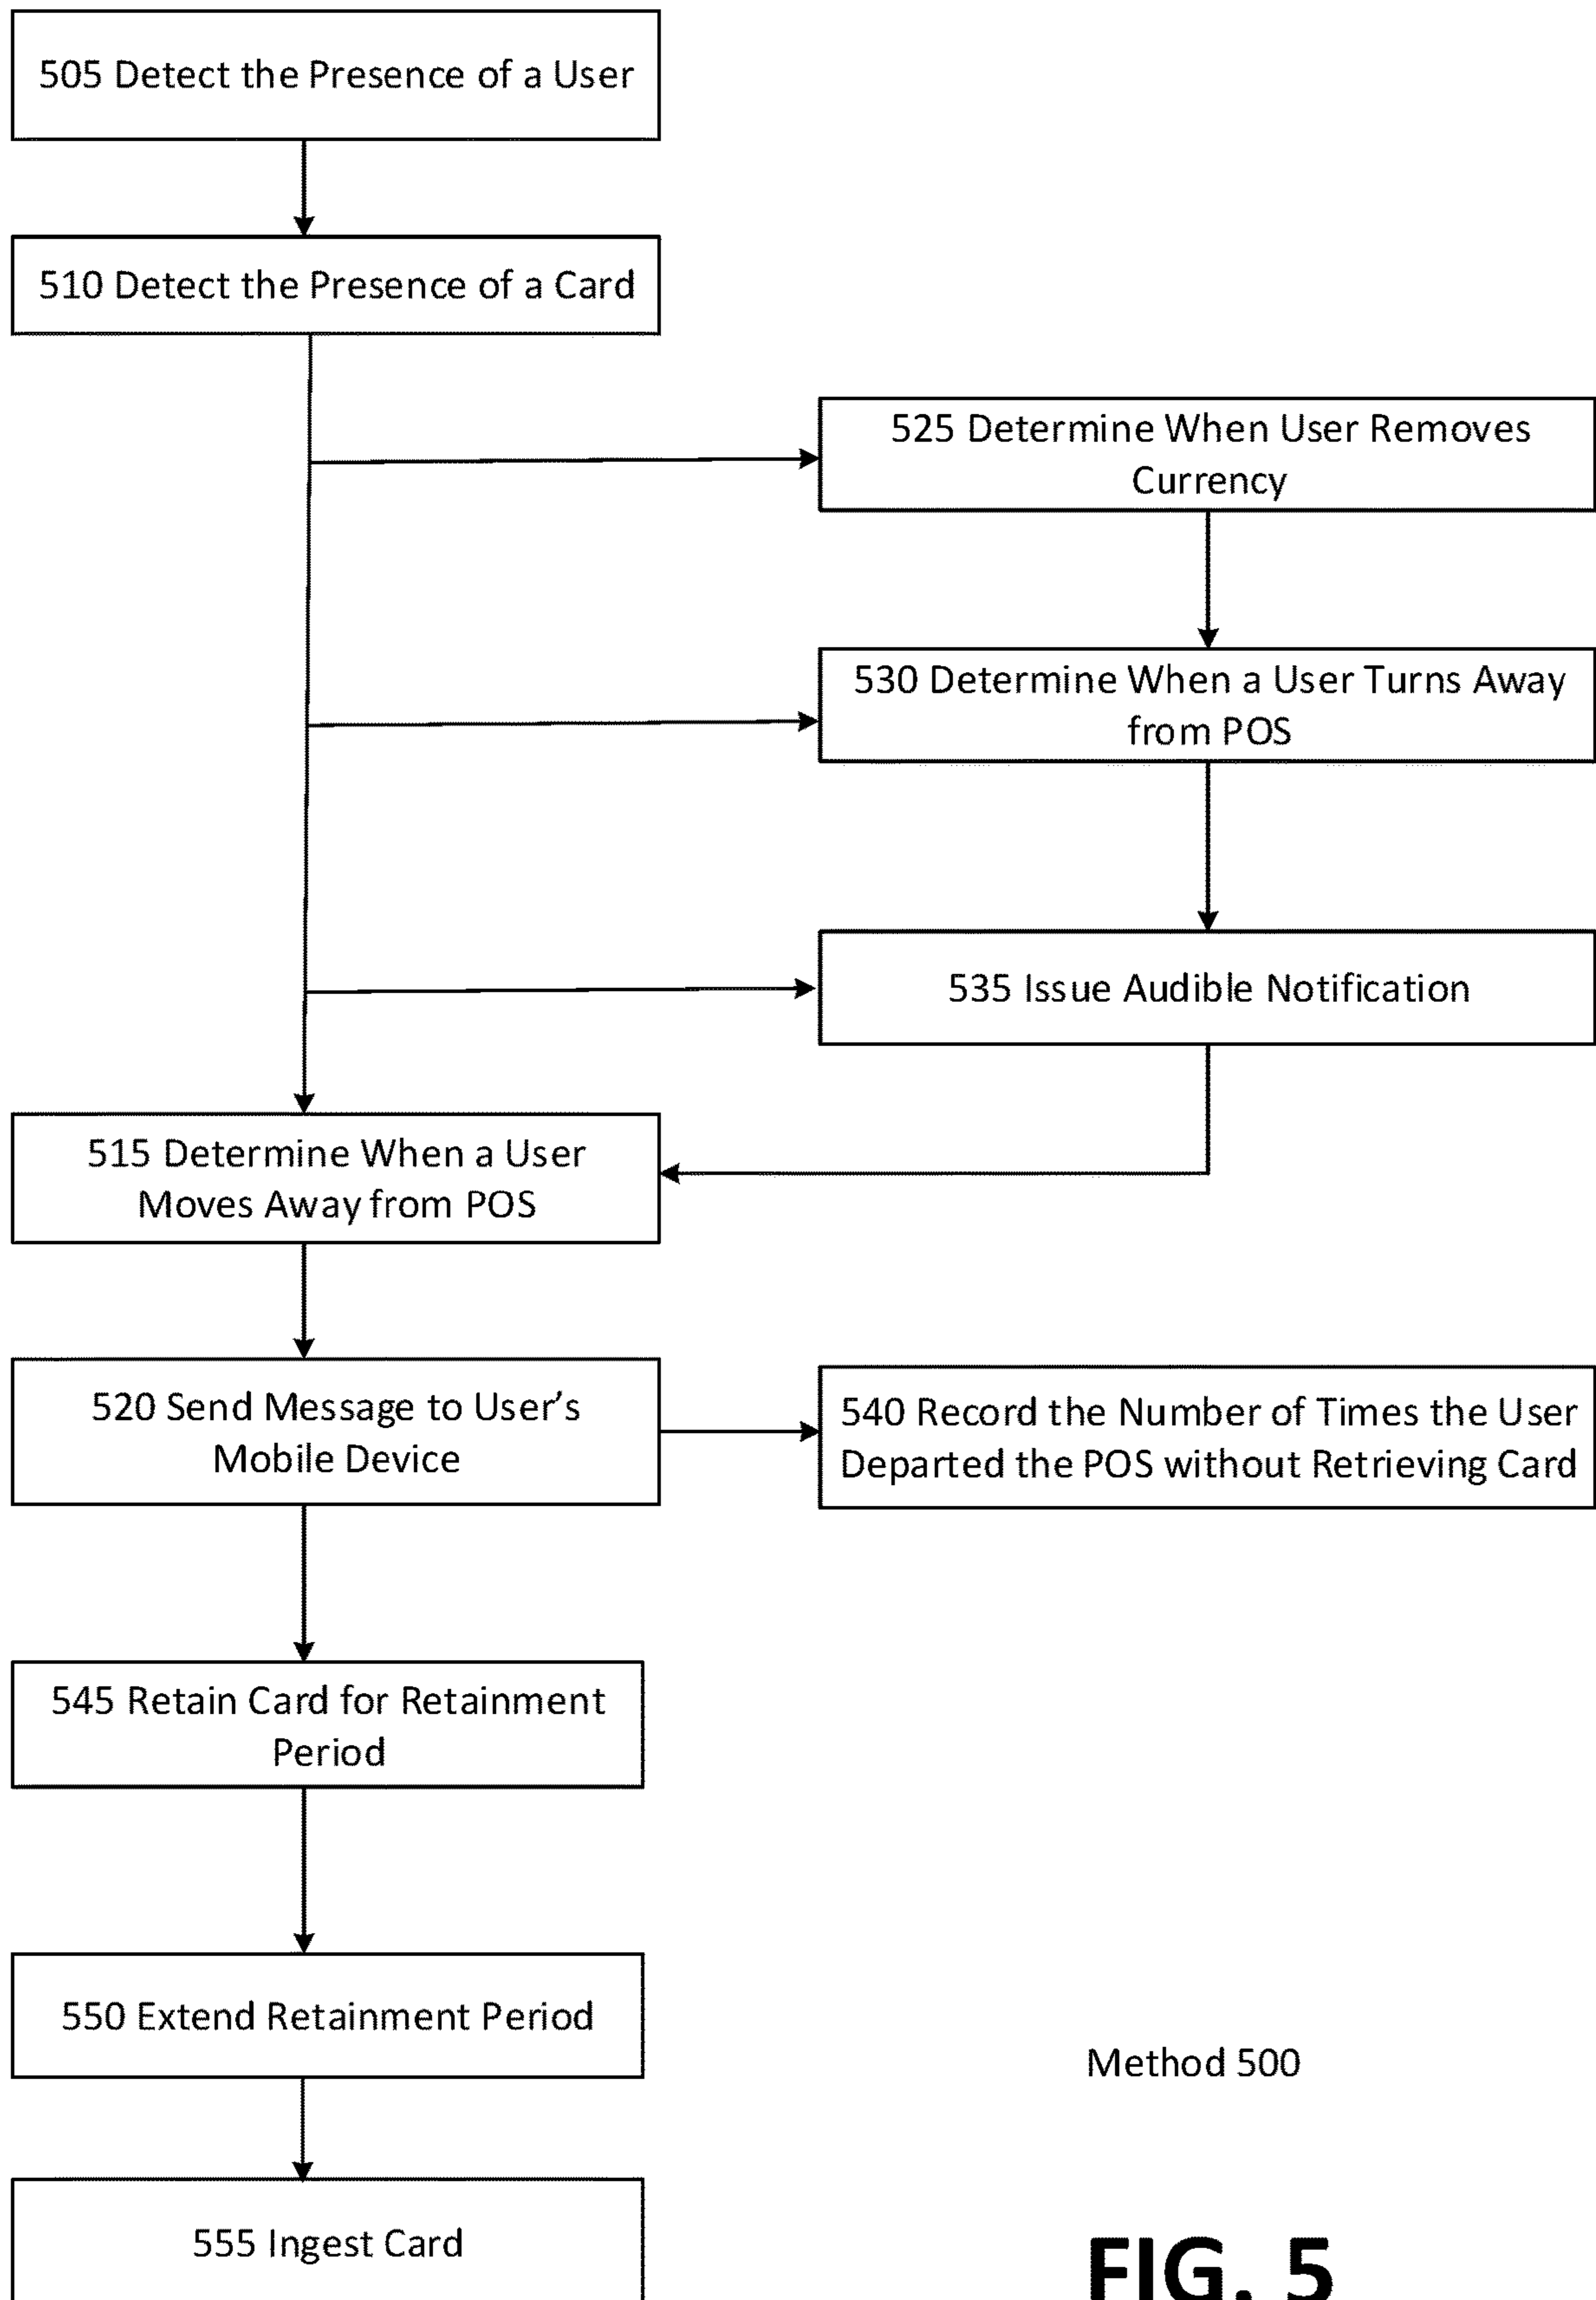 505 Detect the Presence of a User
510 Detect the Presence of a Card
525 Determine When User Removes
Currency
530 Determine When a User Turns Away
from POS
535 Issue Audible Notification
515 Determine When a User
Moves Away from POS
520 Send Message to User's
Mobile Device
540 Record the Number of Times the User
Departed the POS without Retrieving Card
545 Retain Card for Retainment
Period
550 Extend Retainment Period
Method 500
555 Ingest Card
FIG. 5